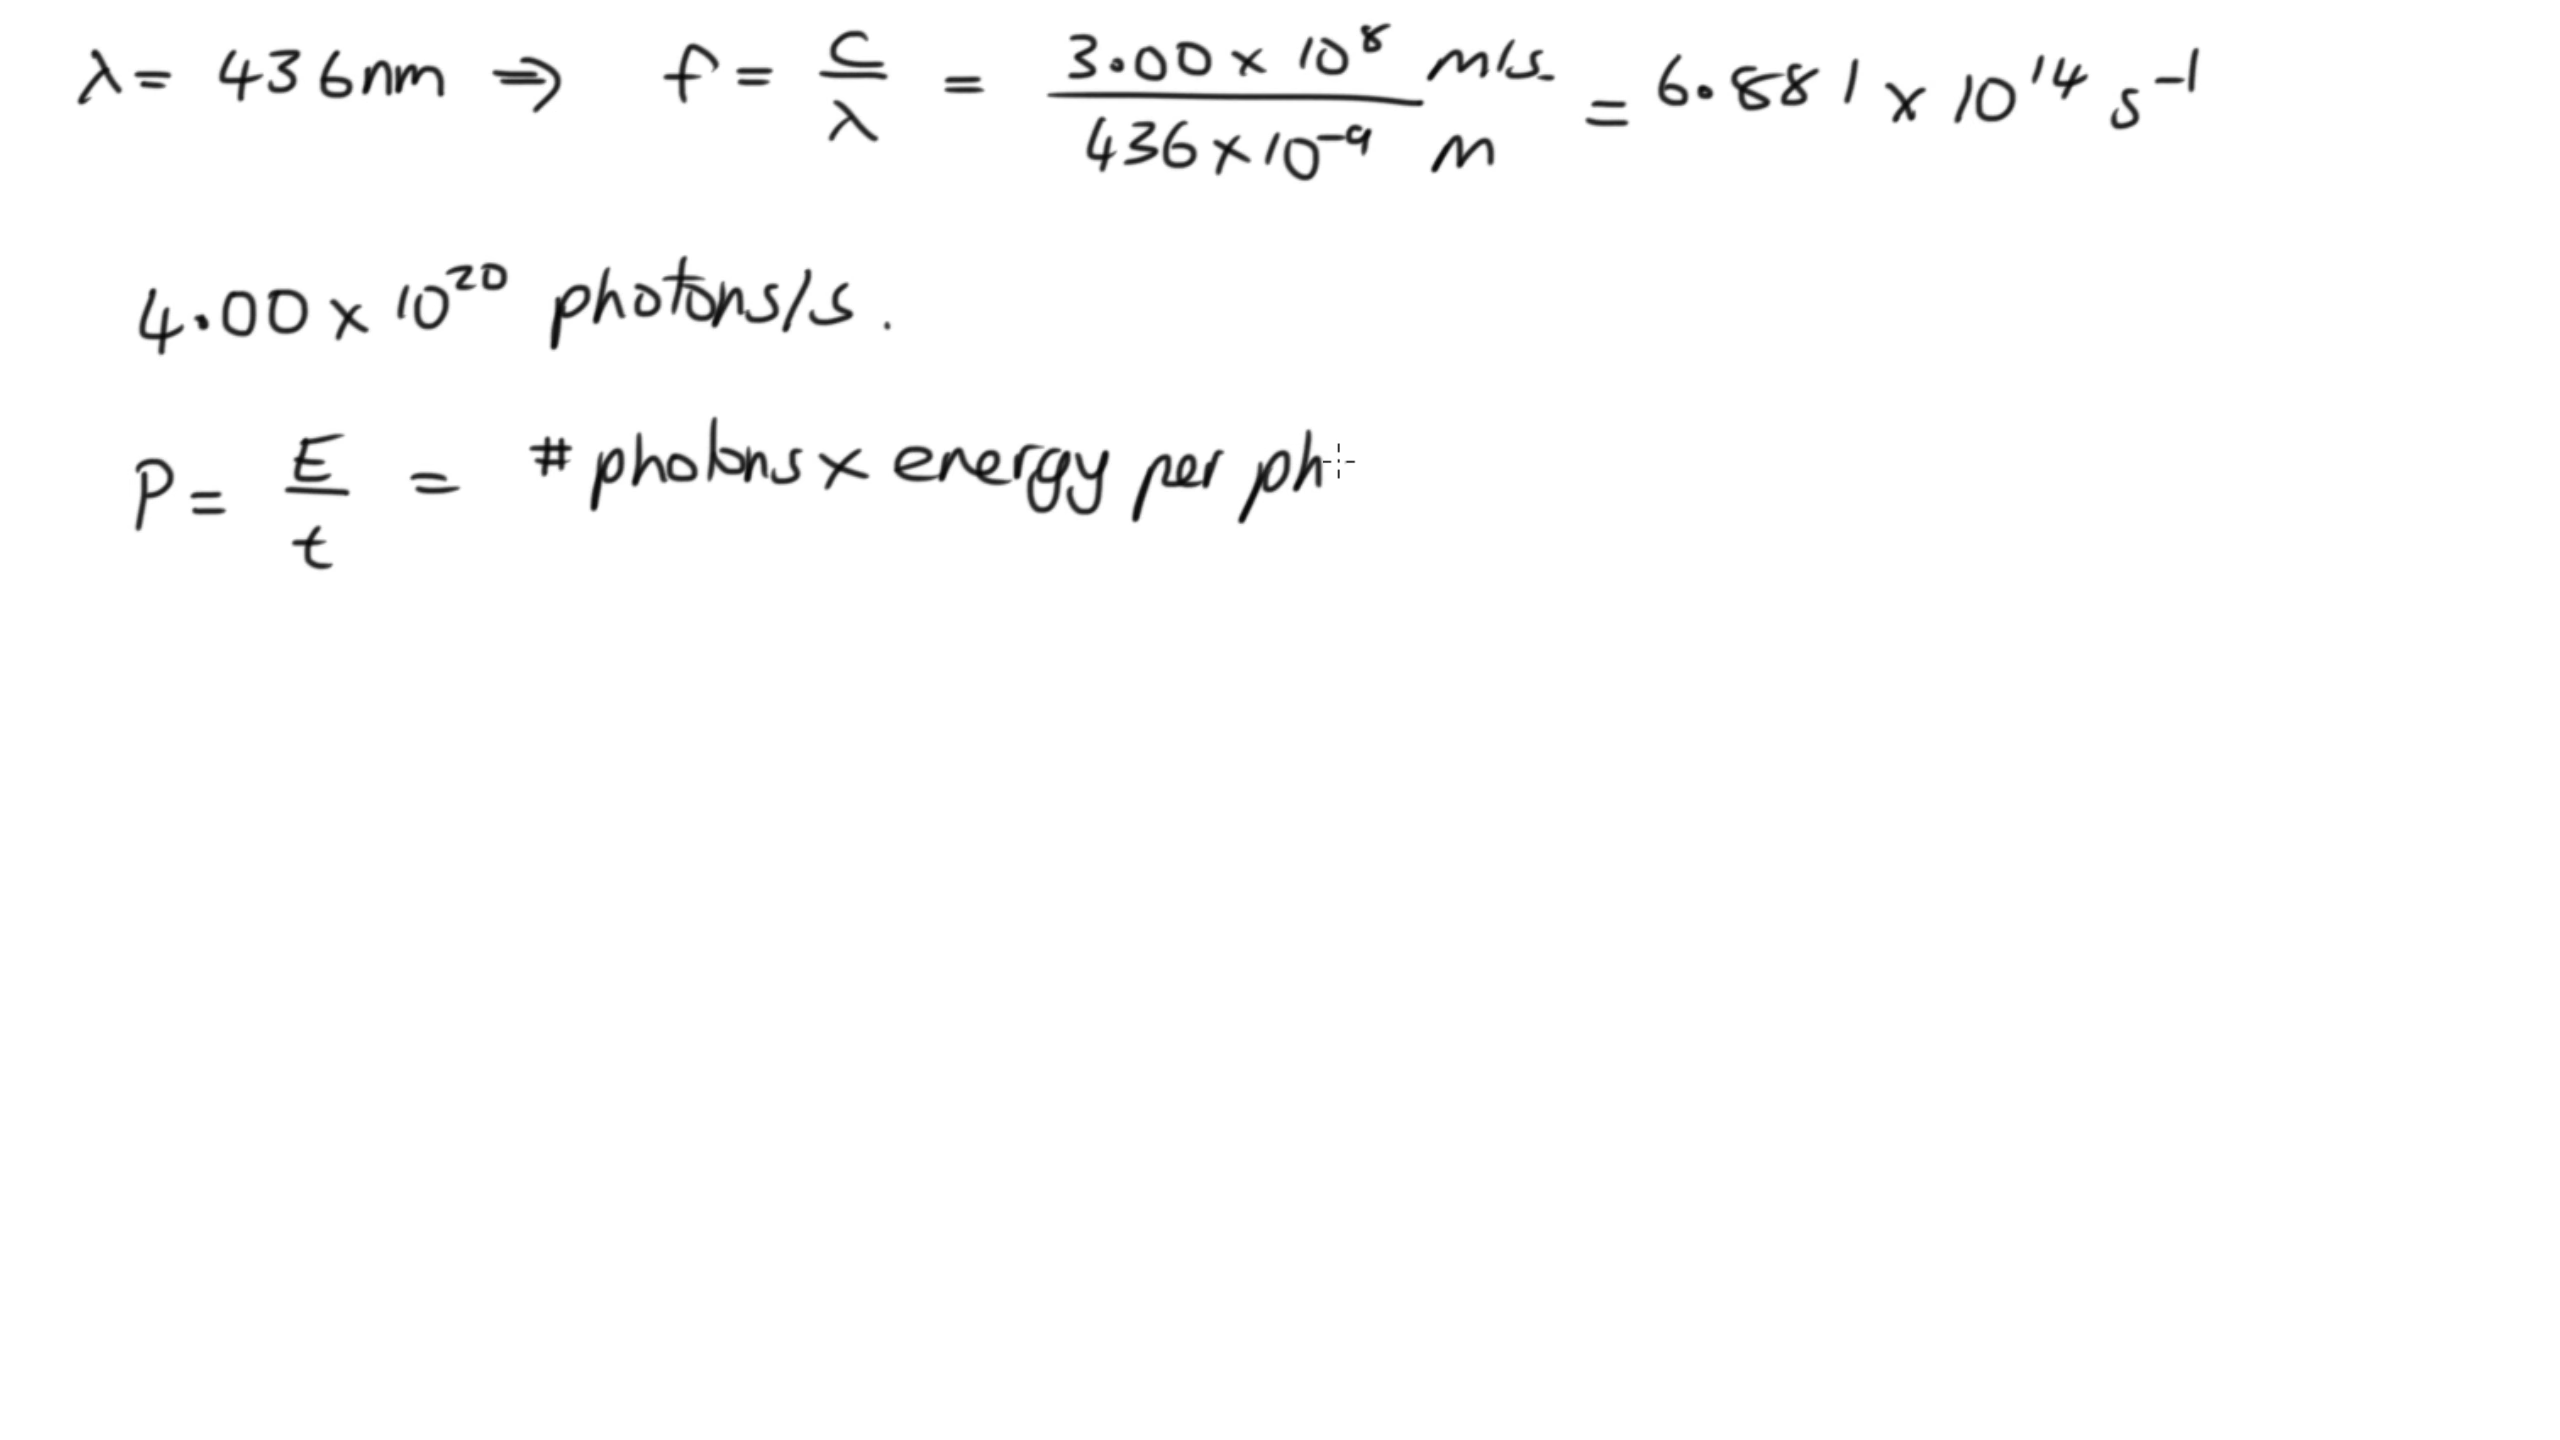 λ = 436nm ⇒ f = c/λ = 3.00 x 10⁸ m/s / 436 x 10⁻⁹ m = 6.881 x 10¹⁴ s⁻¹
4.00 x 10²⁰ photons/s.
P = E/t = # photons x energy per ph